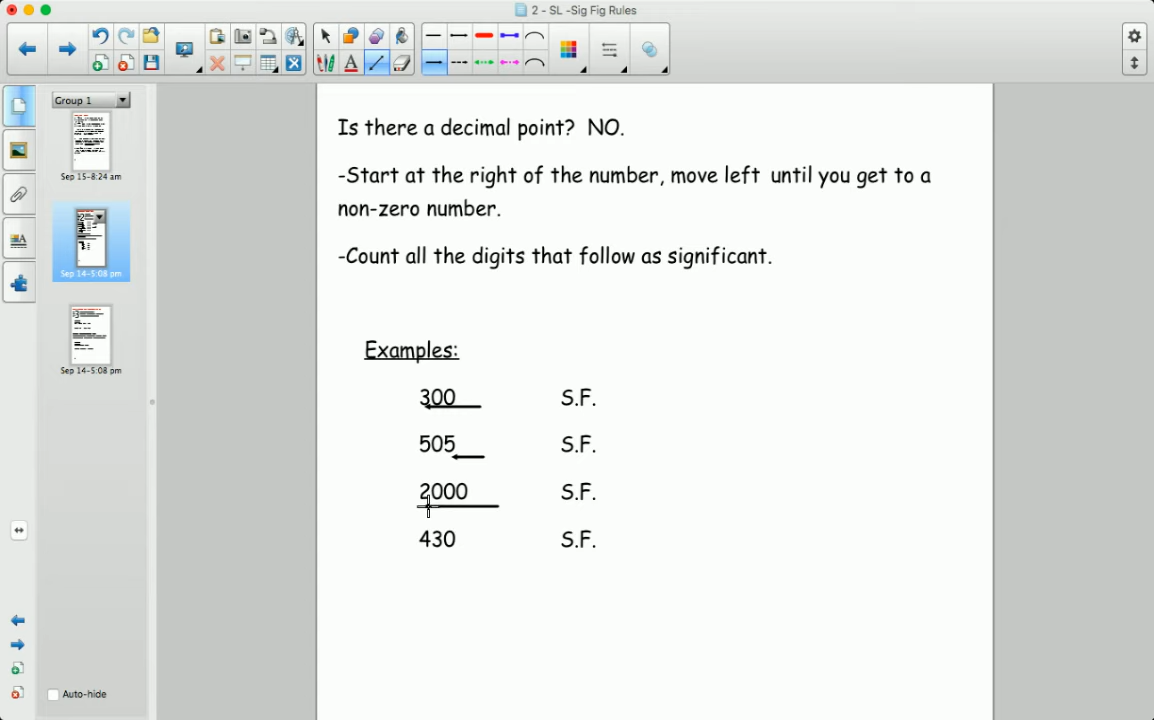 2 - SL -Sig Fig Rules
Group 1
Sep 15-8:24 am
Sep 14-5:08 pm
Sep 14-5:08 pm
Auto-hide
Is there a decimal point? NO.
-Start at the right of the number, move left until you get to a
non-zero number.
-Count all the digits that follow as significant.
Examples:
300 S.F.
505 S.F.
2000 S.F.
430 S.F.